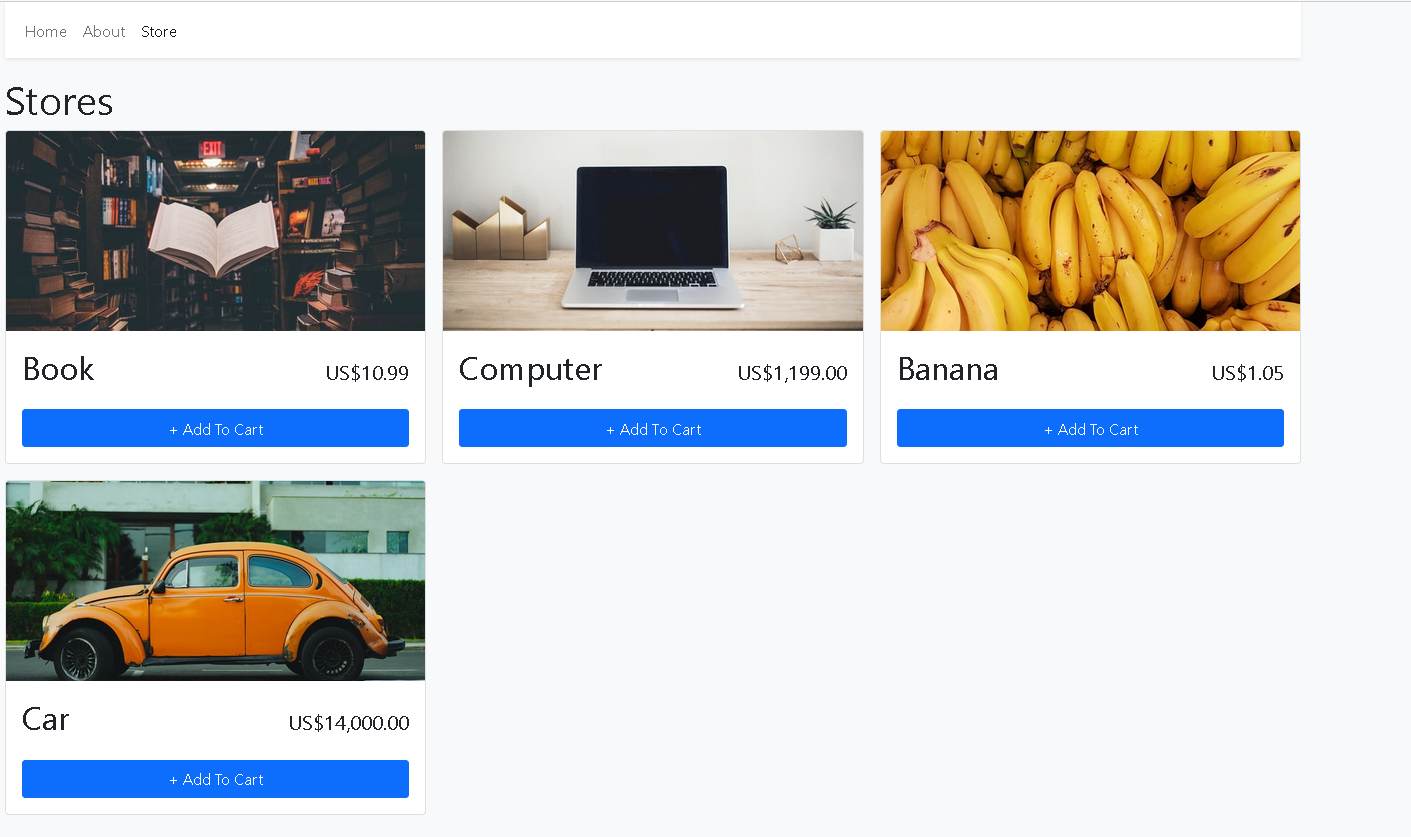 Home About Store
Stores
EXIT
Book US$10.99
+ Add To Cart
Computer US$1,199.00
+ Add To Cart
Banana US$1.05
+ Add To Cart
Car US$14,000.00
+ Add To Cart